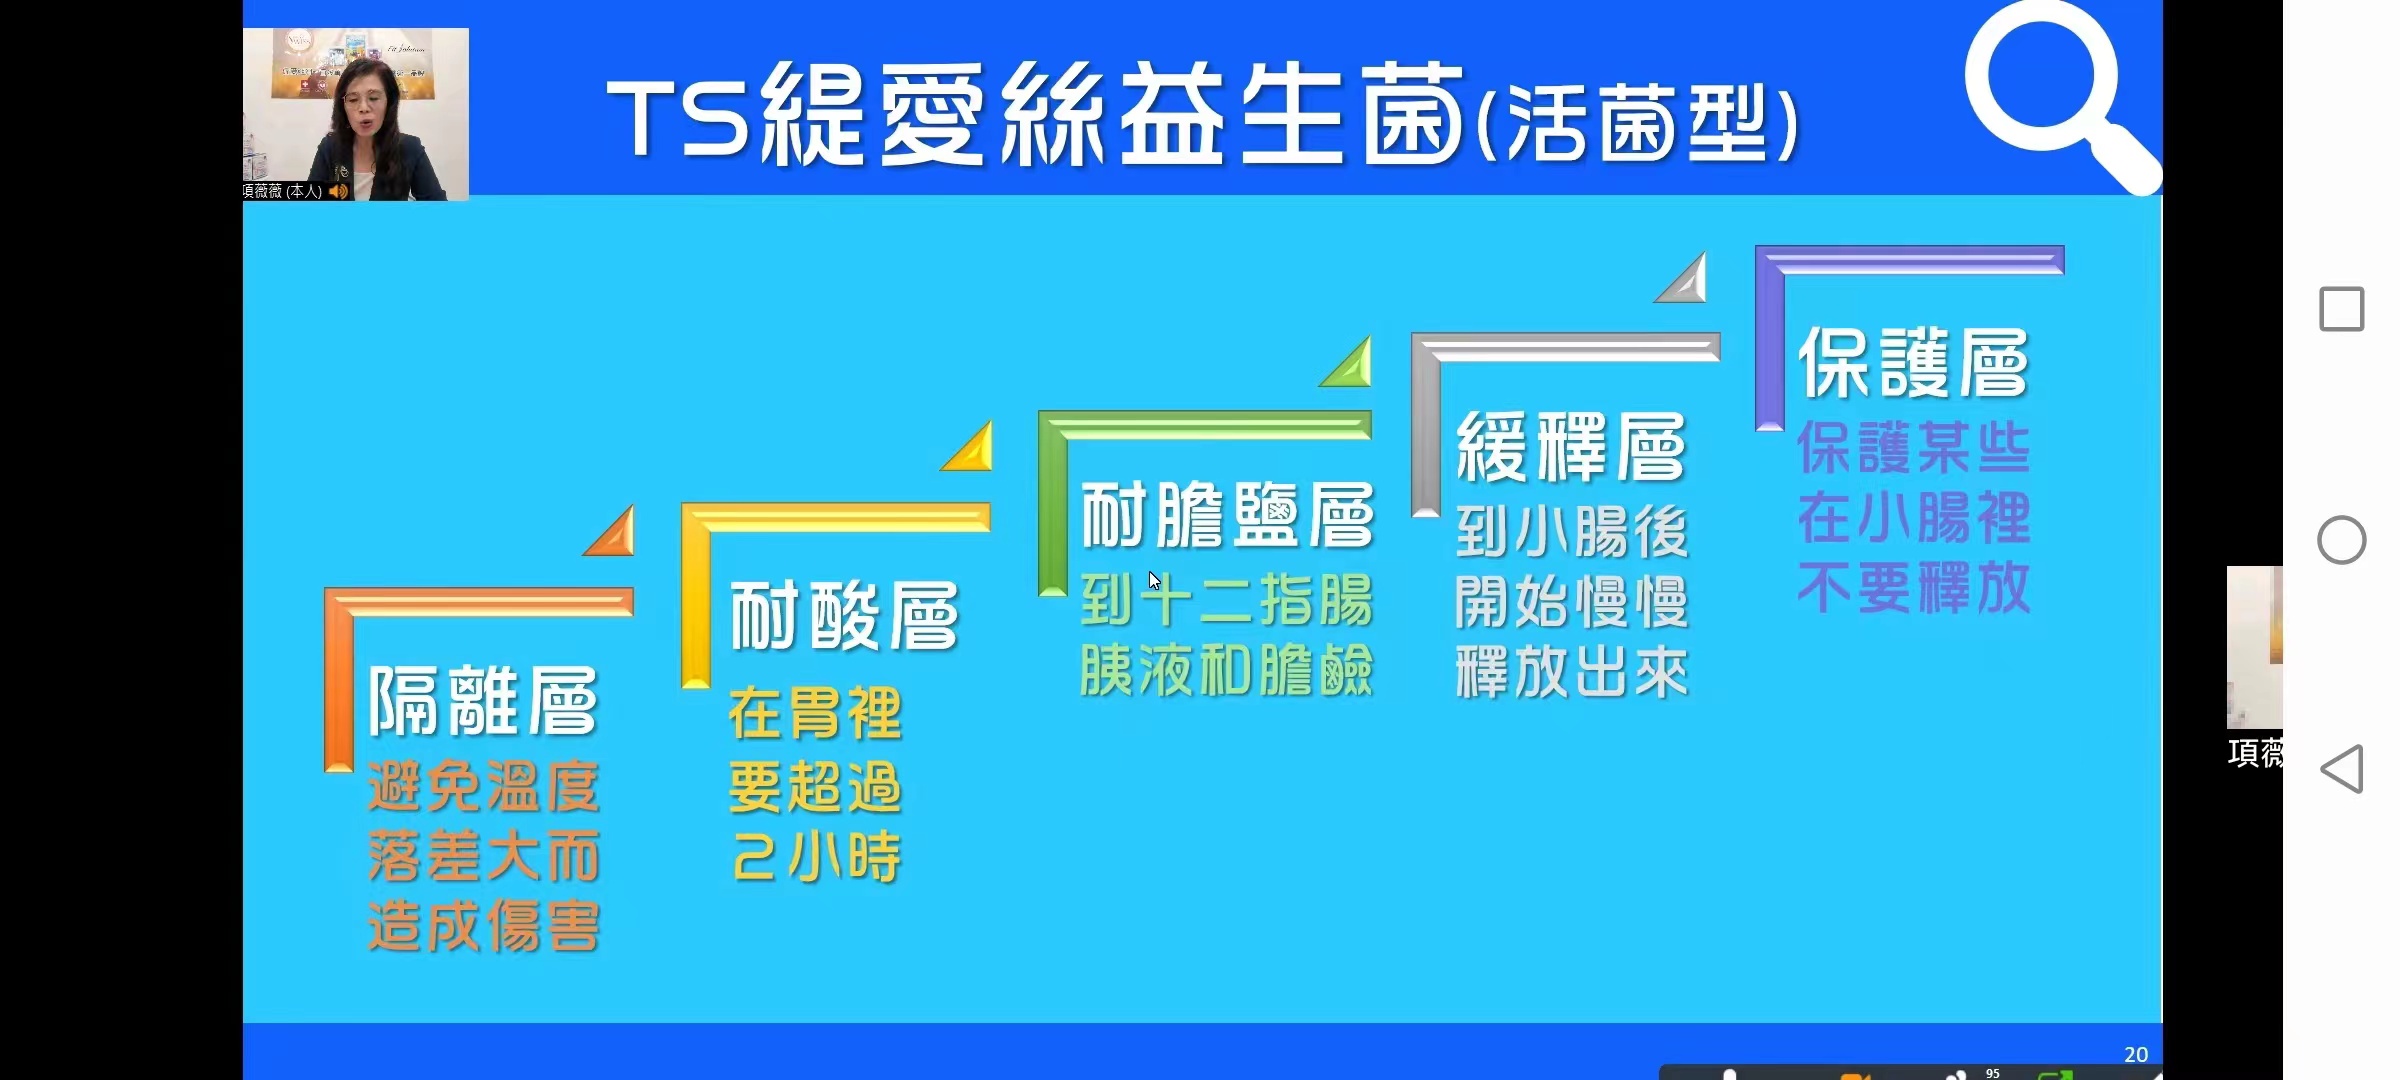 TS緹愛絲益生菌(活菌型)
項薇薇 (本人)
隔離層
避免溫度
落差大而
造成傷害
耐酸層
在胃裡
要超過
2小時
耐膽鹽層
到十二指腸
胰液和膽鹼
緩釋層
到小腸後
開始慢慢
釋放出來
保護層
保護某些
在小腸裡
不要釋放
項薇
20
95